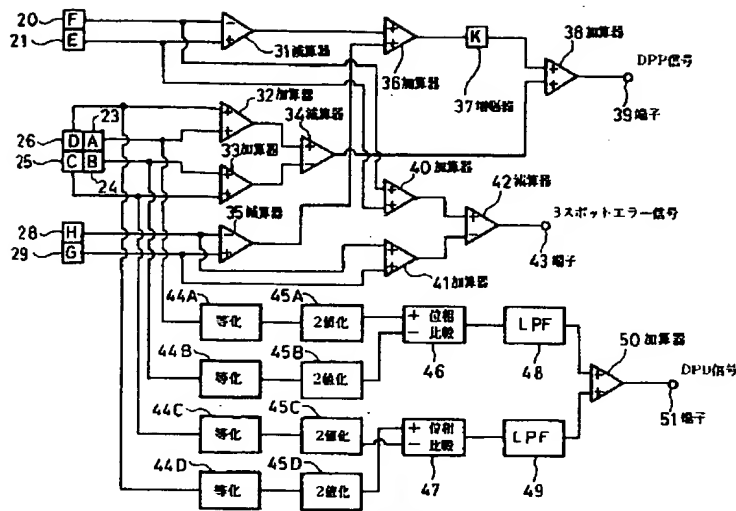 20
F
21
E
31 減算器
36 加算器
K
37 増幅器
38 加算器
DPP信号
39 端子
23
32 加算器
34 減算器
26
D A
25
C B
24
33 加算器
40 加算器
42 減算器
3スポットエラー信号
43 端子
28
H
29
G
35 減算器
41 加算器
44A
等化
45A
2値化
+ 位相
- 比較
46
LPF
48
50 加算器
DPD信号
51 端子
44B
等化
45B
2値化
44C
等化
45C
2値化
+ 位相
- 比較
47
LPF
49
44D
等化
45D
2値化